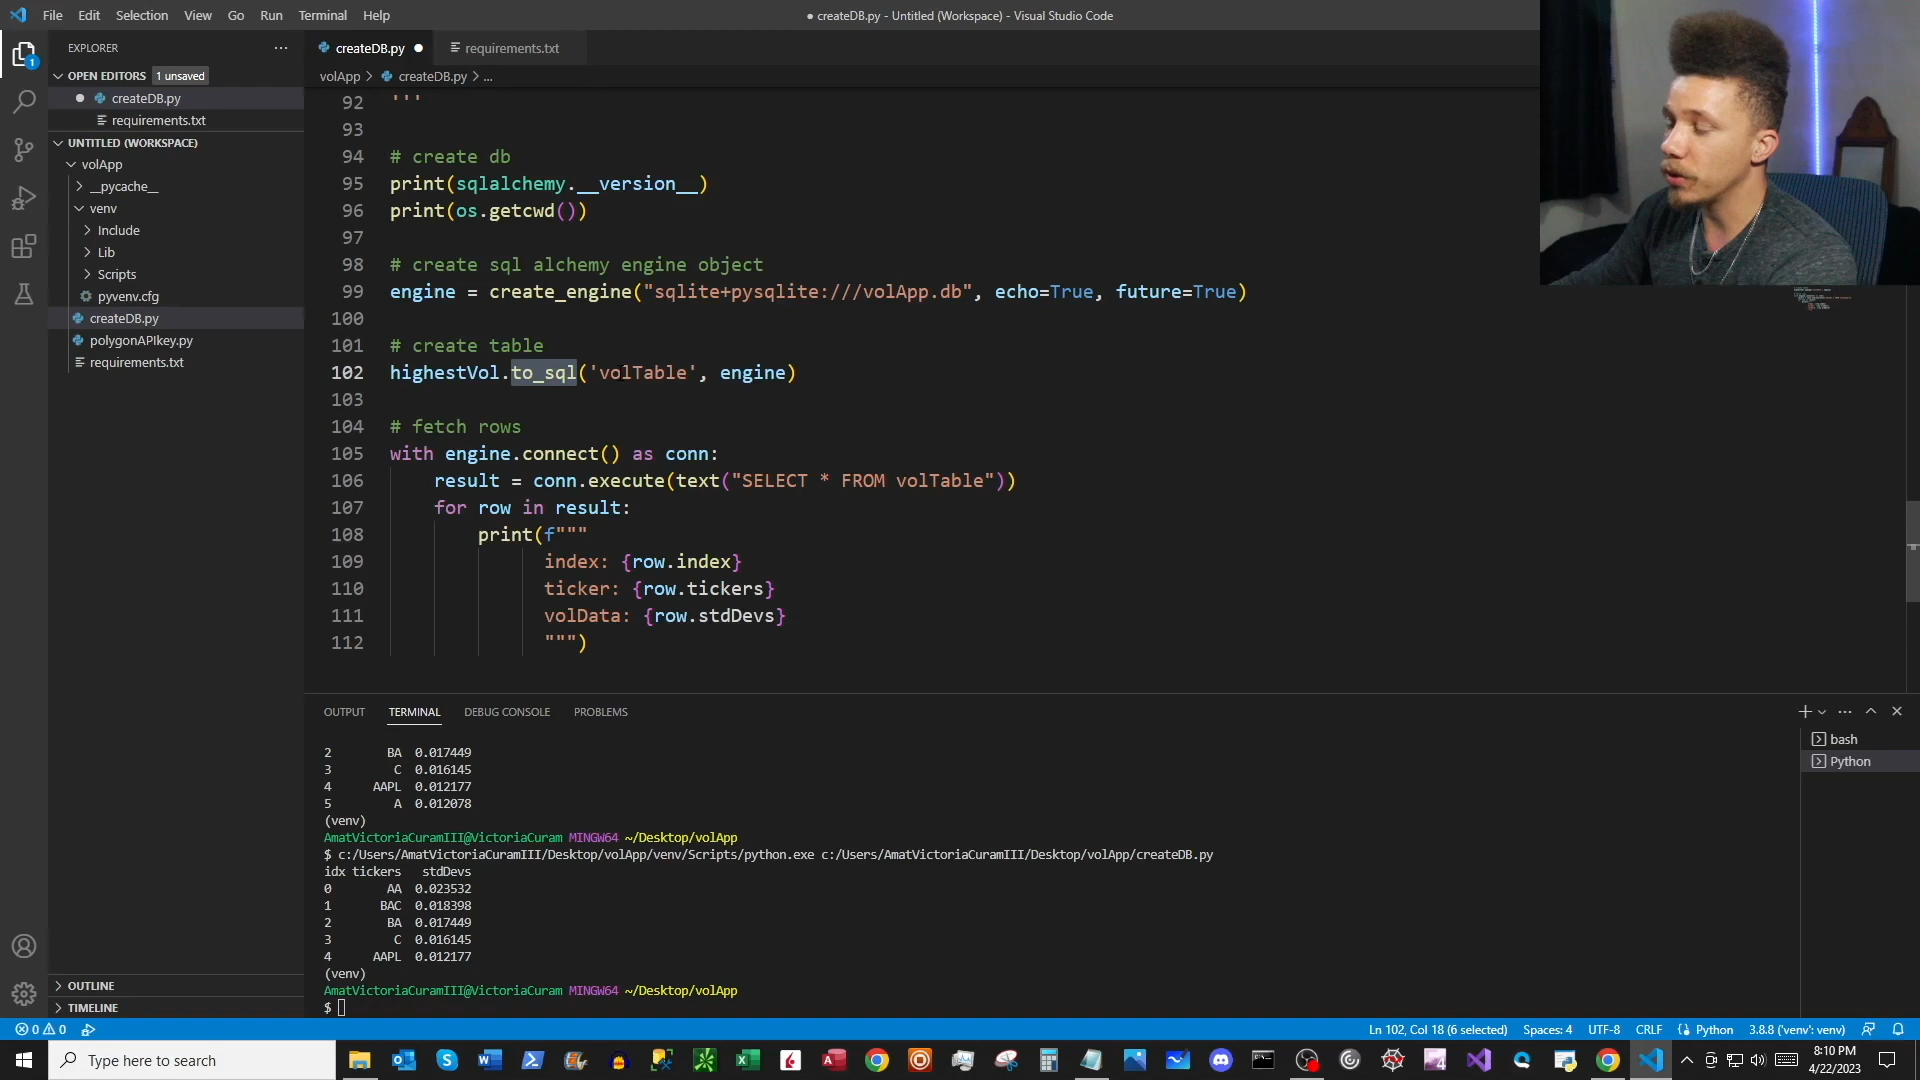 File Edit Selection View Go Run Terminal Help
● createDB.py - Untitled (Workspace) - Visual Studio Code
EXPLORER
OPEN EDITORS 1 unsaved
createDB.py
requirements.txt
UNTITLED (WORKSPACE)
volApp
__pycache__
venv
Include
Lib
Scripts
pyvenv.cfg
createDB.py
polygonAPIkey.py
requirements.txt
OUTLINE
TIMELINE
createDB.py requirements.txt
volApp > createDB.py > ...
92 '''
93
94 # create db
95 print(sqlalchemy.__version__)
96 print(os.getcwd())
97
98 # create sql alchemy engine object
99 engine = create_engine("sqlite+pysqlite:///volApp.db", echo=True, future=True)
100
101 # create table
102 highestVol.to_sql('volTable', engine)
103
104 # fetch rows
105 with engine.connect() as conn:
106 result = conn.execute(text("SELECT * FROM volTable"))
107 for row in result:
108 print(f"""
109 index: {row.index}
110 ticker: {row.tickers}
111 volData: {row.stdDevs}
112 """)
OUTPUT TERMINAL DEBUG CONSOLE PROBLEMS
2 BA 0.017449
3 C 0.016145
4 AAPL 0.012177
5 A 0.012078
(venv)
AmatVictoriaCuramIII@VictoriaCuram MINGW64 ~/Desktop/volApp
$ c:/Users/AmatVictoriaCuramIII/Desktop/volApp/venv/Scripts/python.exe c:/Users/AmatVictoriaCuramIII/Desktop/volApp/createDB.py
idx tickers stdDevs
0 AA 0.023532
1 BAC 0.018398
2 BA 0.017449
3 C 0.016145
4 AAPL 0.012177
(venv)
AmatVictoriaCuramIII@VictoriaCuram MINGW64 ~/Desktop/volApp
$
bash
Python
0 0
Ln 102, Col 18 (6 selected) Spaces: 4 UTF-8 CRLF Python 3.8.8 ('venv': venv)
Type here to search
8:10 PM
4/22/2023